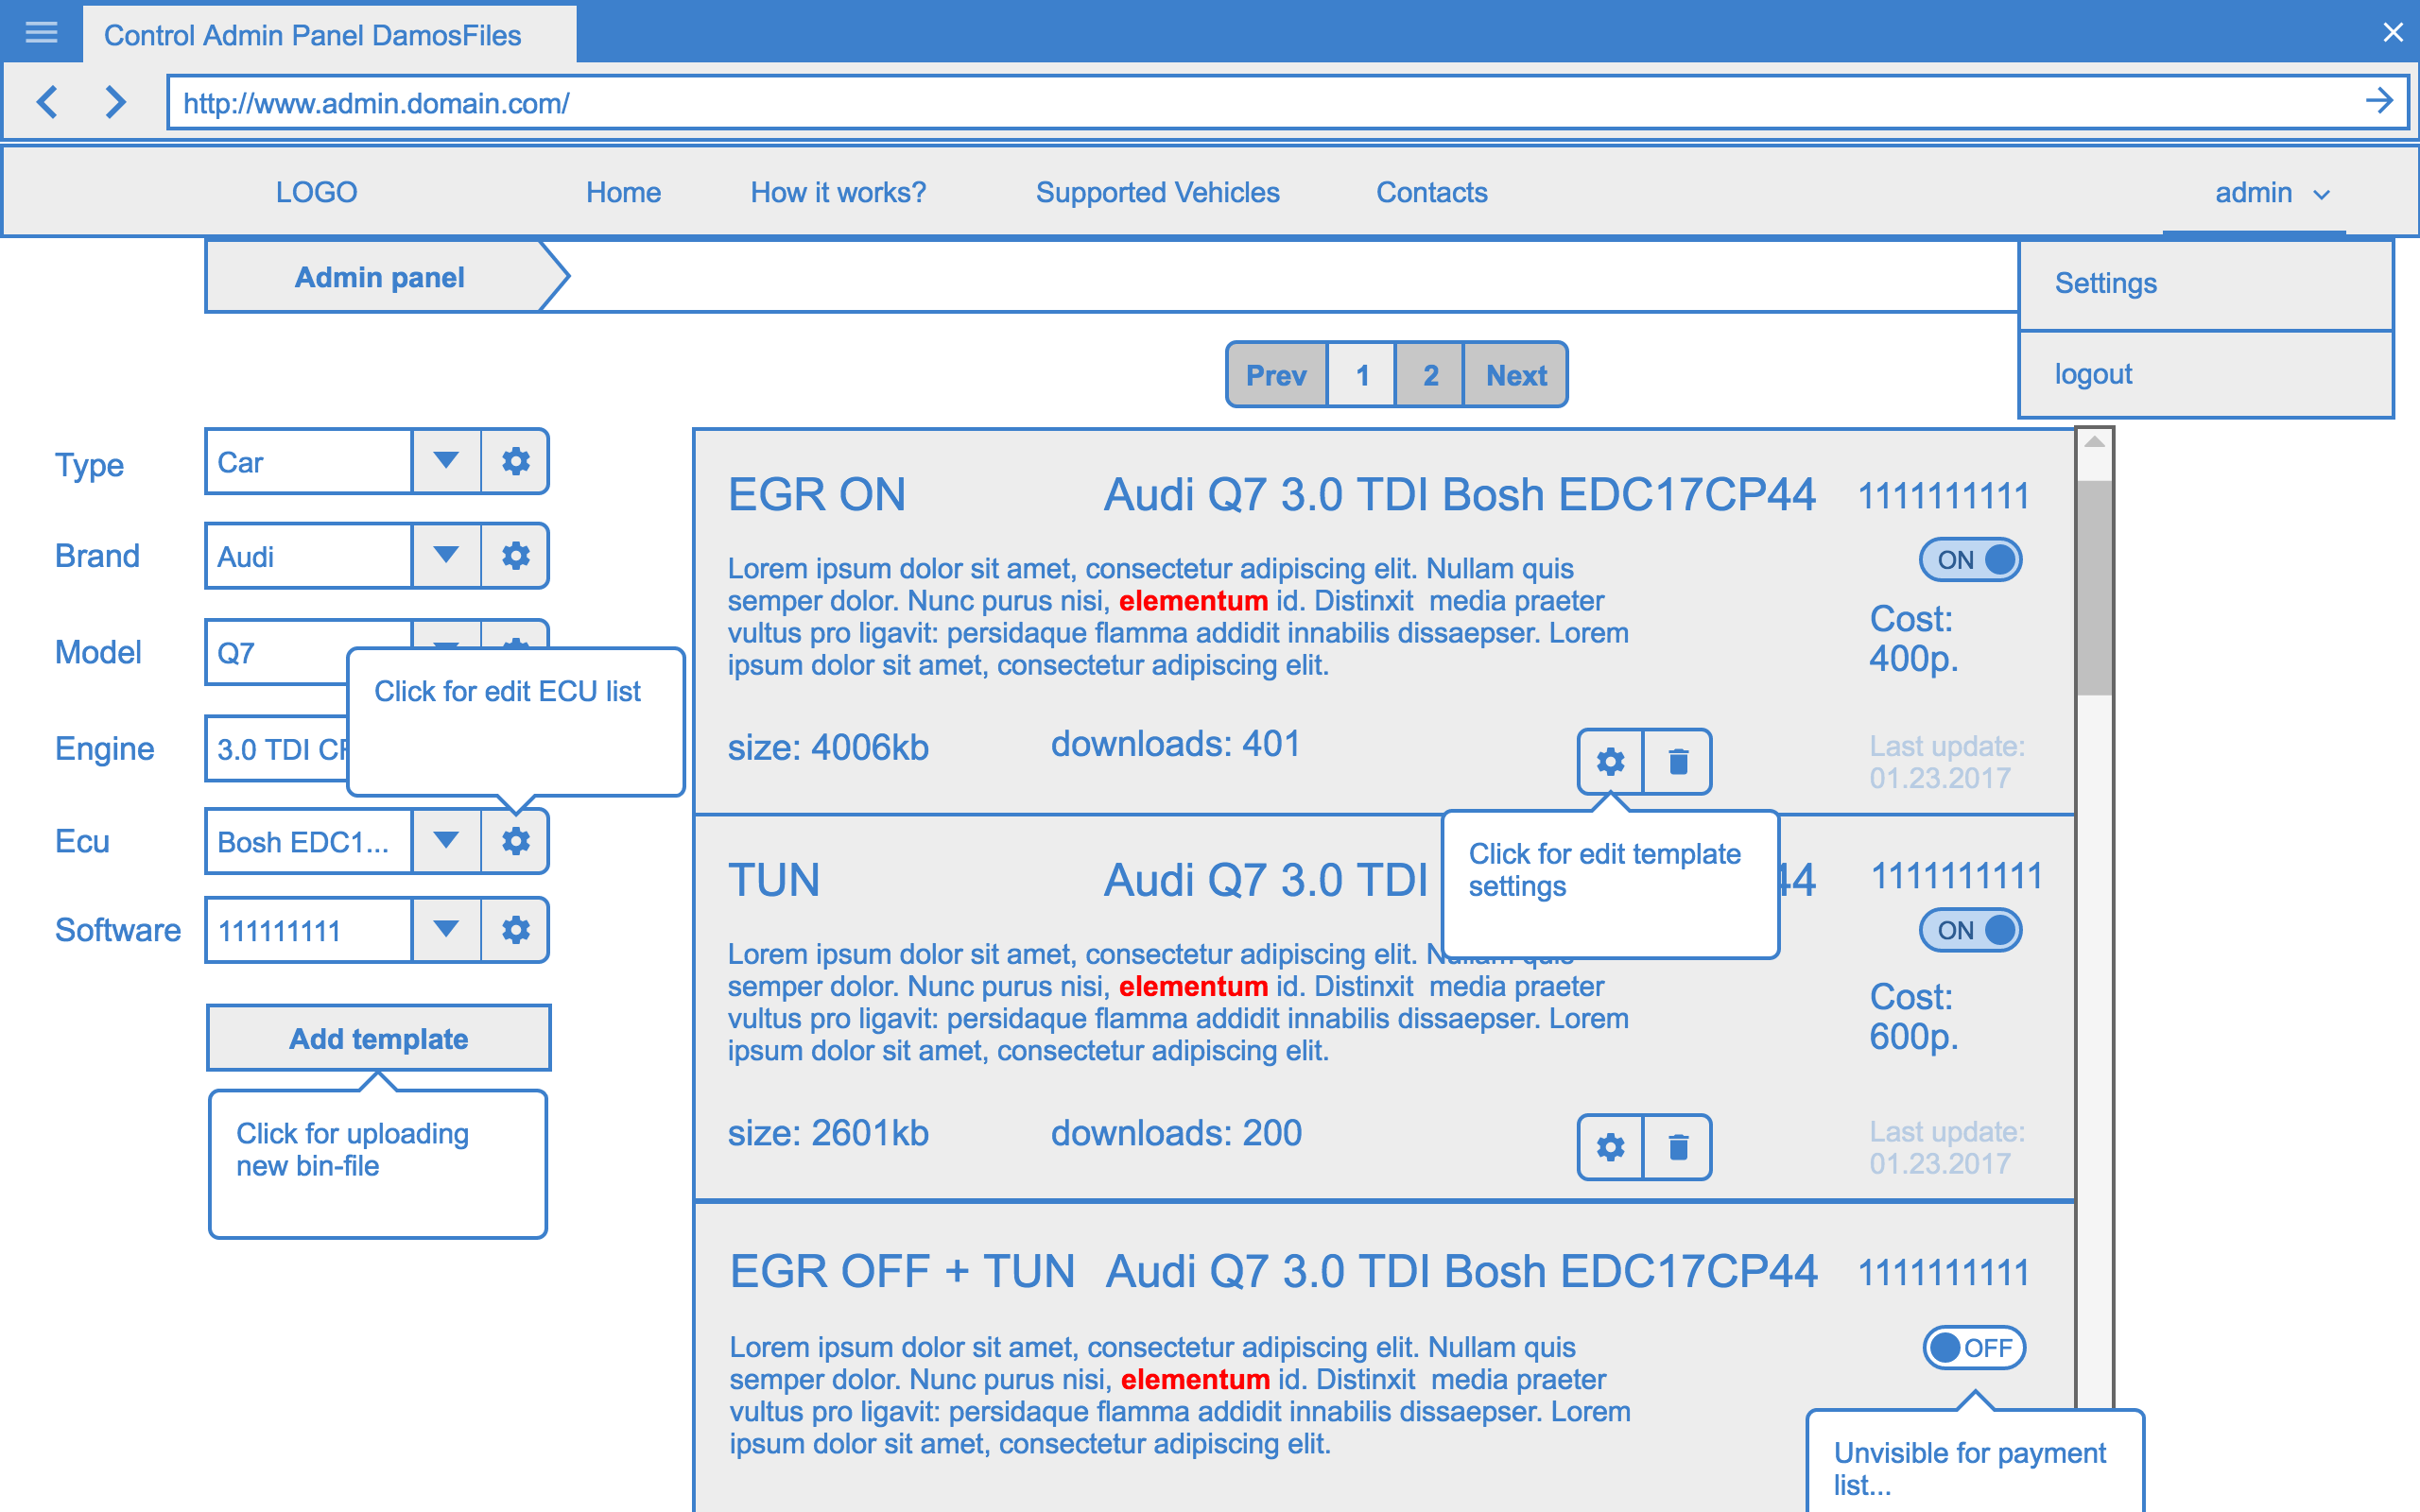 Control Admin Panel DamosFiles
http://www.admin.domain.com/
LOGO
Home
How it works?
Supported Vehicles
Contacts
admin
Admin panel
Settings
logout
Prev
1
2
Next
Type
Car
Brand
Audi
Model
Q7
Click for edit ECU list
Engine
3.0 TDI
Ecu
Bosh EDC1...
Software
111111111
Add template
Click for uploading
new bin-file
EGR ON
Audi Q7 3.0 TDI Bosh EDC17CP44
1111111111
ON
Lorem ipsum dolor sit amet, consectetur adipiscing elit. Nullam quis
semper dolor. Nunc purus nisi, elementum id. Distinxit  media praeter
vultus pro ligavit: persidaque flamma addidit innabilis dissaepser. Lorem
ipsum dolor sit amet, consectetur adipiscing elit.
Cost:
400p.
size: 4006kb
downloads: 401
Last update:
01.23.2017
Click for edit template
settings
TUN
Audi Q7 3.0 TDI
44
1111111111
ON
Lorem ipsum dolor sit amet, consectetur adipiscing elit. Nullam quis
semper dolor. Nunc purus nisi, elementum id. Distinxit  media praeter
vultus pro ligavit: persidaque flamma addidit innabilis dissaepser. Lorem
ipsum dolor sit amet, consectetur adipiscing elit.
Cost:
600p.
size: 2601kb
downloads: 200
Last update:
01.23.2017
EGR OFF + TUN
Audi Q7 3.0 TDI Bosh EDC17CP44
1111111111
OFF
Lorem ipsum dolor sit amet, consectetur adipiscing elit. Nullam quis
semper dolor. Nunc purus nisi, elementum id. Distinxit  media praeter
vultus pro ligavit: persidaque flamma addidit innabilis dissaepser. Lorem
ipsum dolor sit amet, consectetur adipiscing elit.
Unvisible for payment
list...